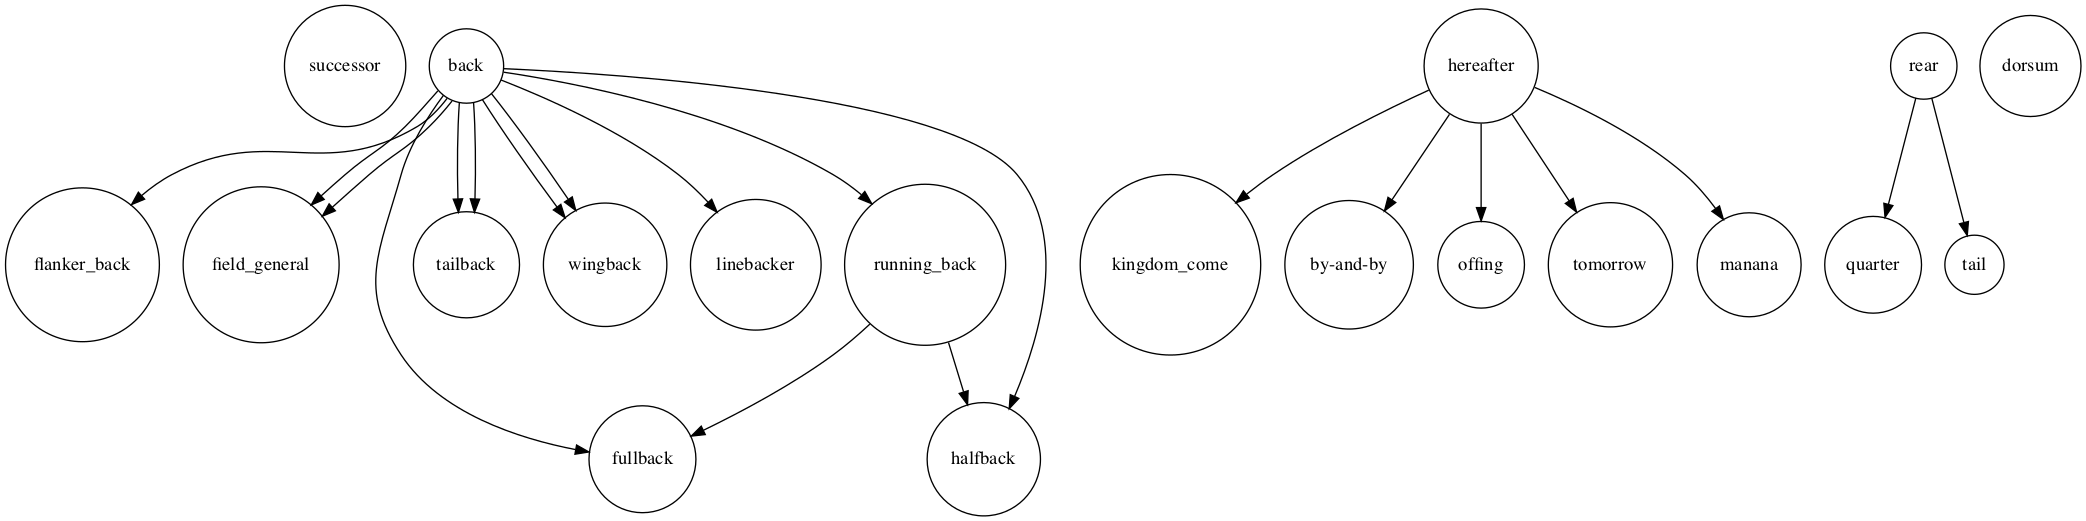 successor
back
hereafter
rear
dorsum
flanker_back
field_general
tailback
wingback
linebacker
running_back
kingdom_come
by-and-by
offing
tomorrow
manana
quarter
tail
fullback
halfback